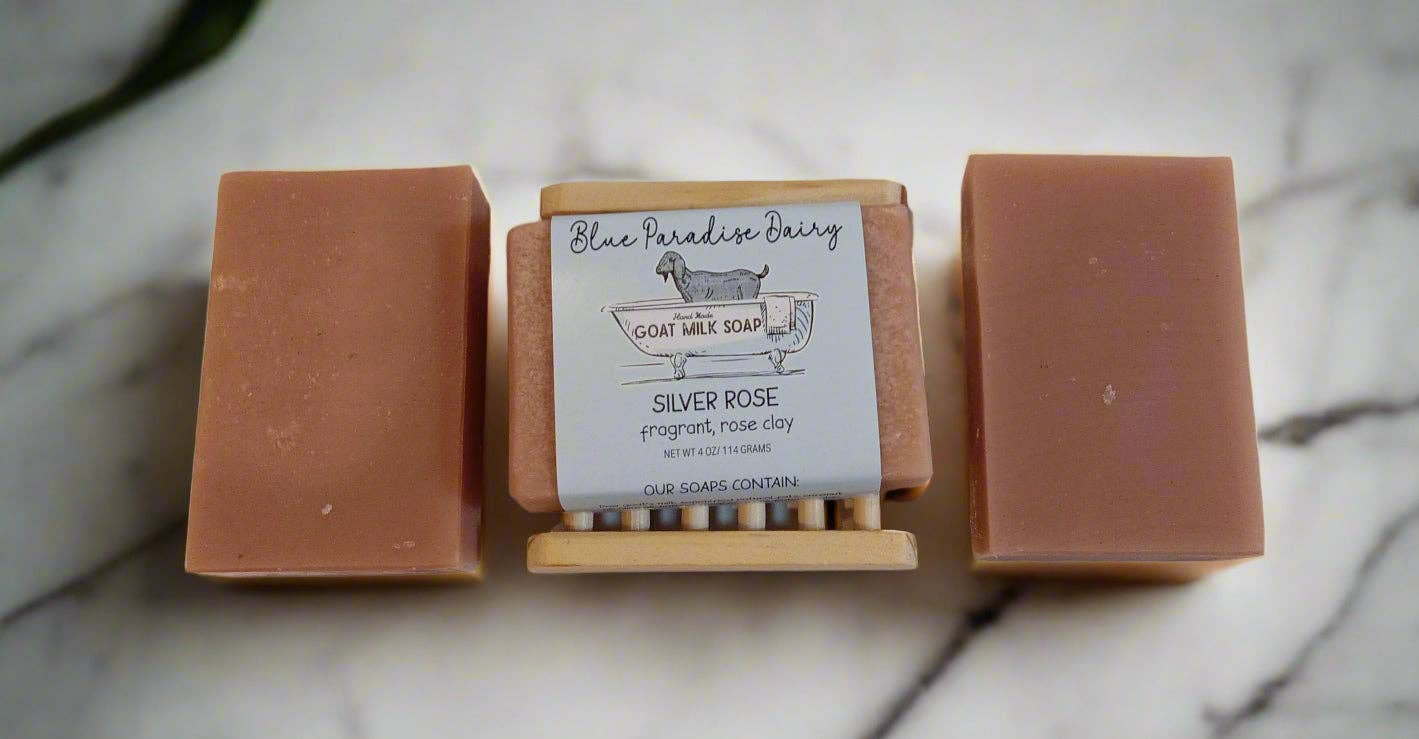 Blue Paradise Dairy
Hand Made
GOAT MILK SOAP
SILVER ROSE
fragrant, rose clay
NET WT 4 OZ/ 114 GRAMS
OUR SOAPS CONTAIN: